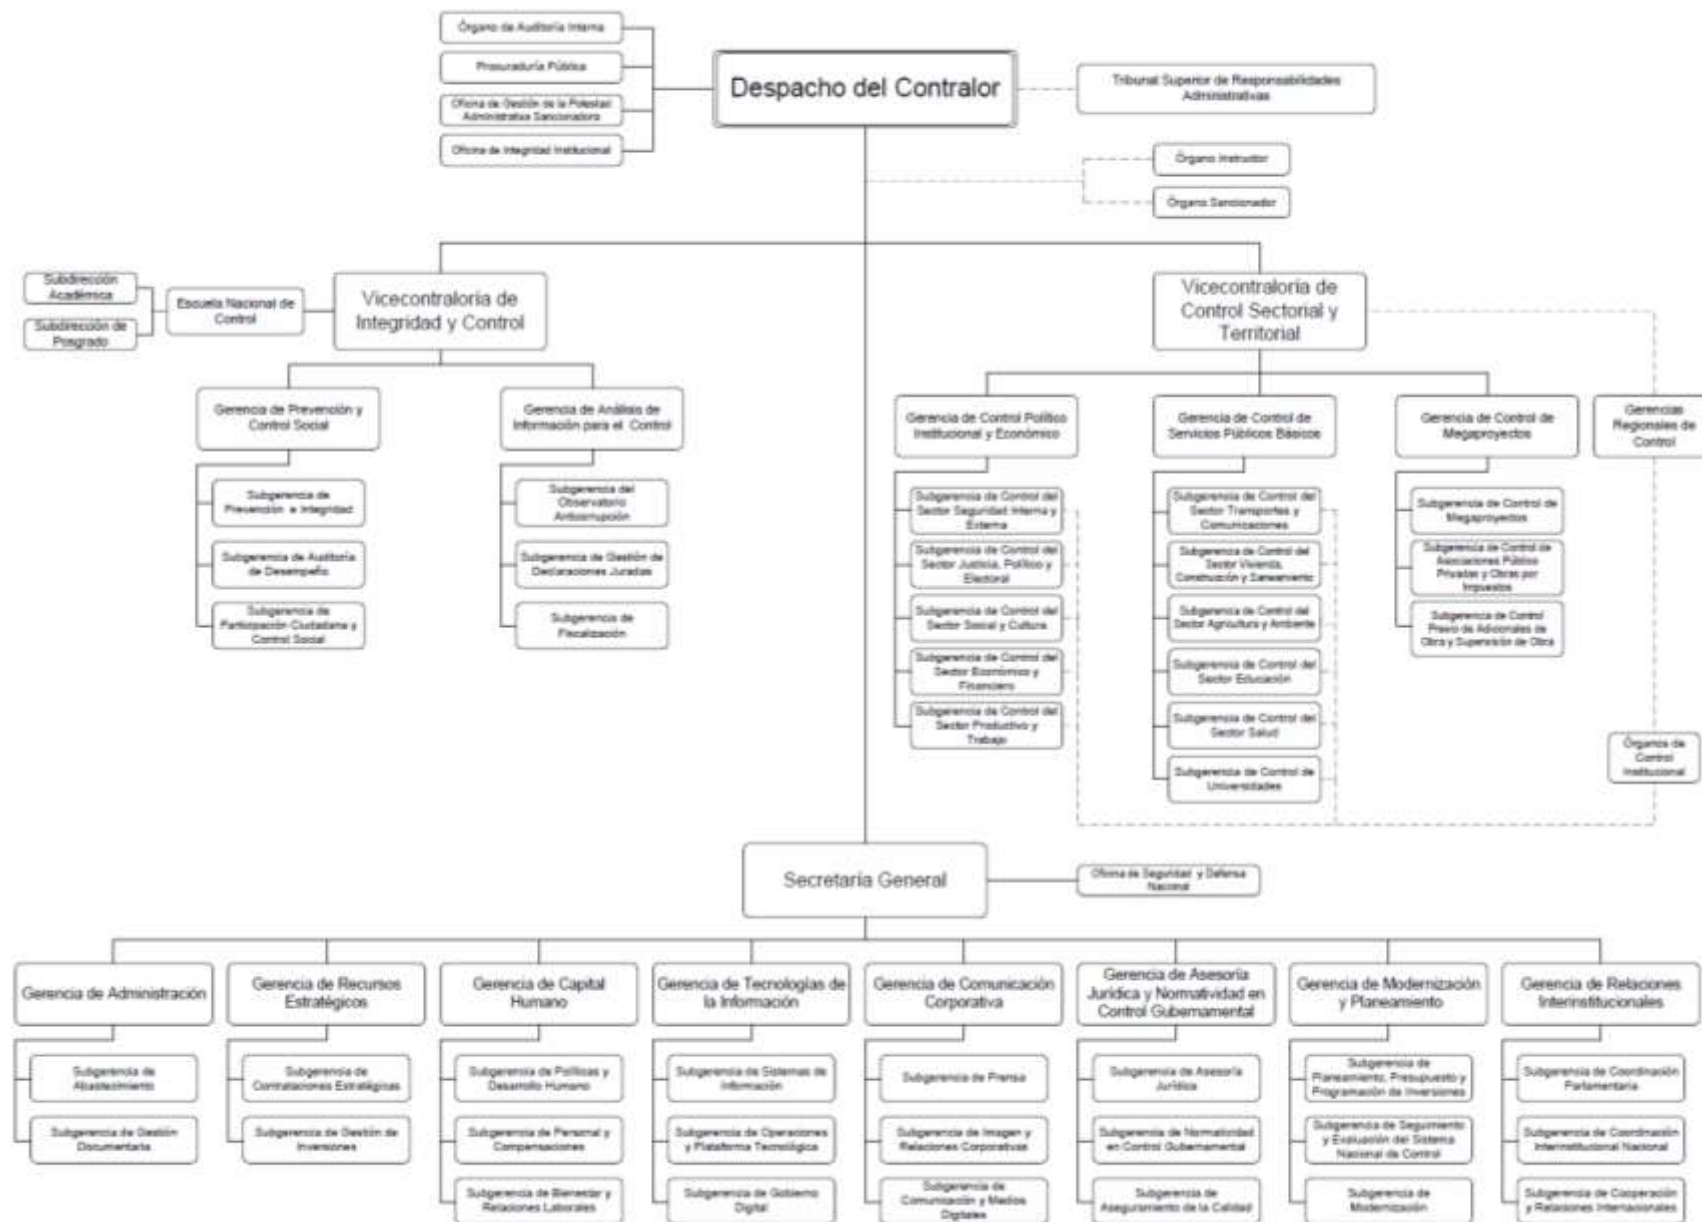 Órgano de Auditoría Interna
Procuraduría Pública
Oficina de Gestión de la Potestad
Administrativa Sancionadora
Oficina de Integridad Institucional
Despacho del Contralor
Tribunal Superior de Responsabilidades
Administrativas
Órgano Instructor
Órgano Sancionador
Subdirección
Académica
Subdirección de
Posgrado
Escuela Nacional de
Control
Vicecontraloría de
Integridad y Control
Vicecontraloría de
Control Sectorial y
Territorial
Gerencia de Prevención y
Control Social
Gerencia de Análisis de
Información para el Control
Gerencia de Control Político
Institucional y Económico
Gerencia de Control de
Servicios Públicos Básicos
Gerencia de Control de
Megaproyectos
Gerencias
Regionales de
Control
Subgerencia de
Prevención e Integridad
Subgerencia de Auditoría
de Desempeño
Subgerencia de
Participación Ciudadana y
Control Social
Subgerencia del
Observatorio
Anticorrupción
Subgerencia de Gestión de
Declaraciones Juradas
Subgerencia de
Fiscalización
Subgerencia de Control del
Sector Seguridad Interna y
Externa
Subgerencia de Control del
Sector Justicia, Político y
Electoral
Subgerencia de Control del
Sector Social y Cultura
Subgerencia de Control del
Sector Económico y
Financiero
Subgerencia de Control del
Sector Productivo y
Trabajo
Subgerencia de Control del
Sector Transportes y
Comunicaciones
Subgerencia de Control del
Sector Vivienda,
Construcción y Saneamiento
Subgerencia de Control del
Sector Agricultura y Ambiente
Subgerencia de Control del
Sector Educación
Subgerencia de Control del
Sector Salud
Subgerencia de Control de
Universidades
Subgerencia de Control de
Megaproyectos
Subgerencia de Control de
Asociaciones Público
Privadas y Obras por
Impuestos
Subgerencia de Control
Previo de Adicionales de
Obra y Supervisión de Obra
Órganos de
Control
Institucional
Secretaría General
Oficina de Seguridad y Defensa
Nacional
Gerencia de Administración
Gerencia de Recursos
Estratégicos
Gerencia de Capital
Humano
Gerencia de Tecnologías de
la Información
Gerencia de Comunicación
Corporativa
Gerencia de Asesoría
Jurídica y Normatividad en
Control Gubernamental
Gerencia de Modernización
y Planeamiento
Gerencia de Relaciones
Interinstitucionales
Subgerencia de
Abastecimiento
Subgerencia de Gestión
Documentaria
Subgerencia de
Contrataciones Estratégicas
Subgerencia de Gestión de
Inversiones
Subgerencia de Políticas y
Desarrollo Humano
Subgerencia de Personal y
Compensaciones
Subgerencia de Bienestar y
Relaciones Laborales
Subgerencia de Sistemas de
Información
Subgerencia de Operaciones
y Plataforma Tecnológica
Subgerencia de Gobierno
Digital
Subgerencia de Prensa
Subgerencia de Imagen y
Relaciones Corporativas
Subgerencia de
Comunicación y Medios
Digitales
Subgerencia de Asesoría
Jurídica
Subgerencia de Normatividad
en Control Gubernamental
Subgerencia de
Aseguramiento de la Calidad
Subgerencia de
Planeamiento, Presupuesto y
Programación de Inversiones
Subgerencia de Seguimiento
y Evaluación del Sistema
Nacional de Control
Subgerencia de
Modernización
Subgerencia de Coordinación
Parlamentaria
Subgerencia de Coordinación
Interinstitucional Nacional
Subgerencia de Cooperación
y Relaciones Internacionales